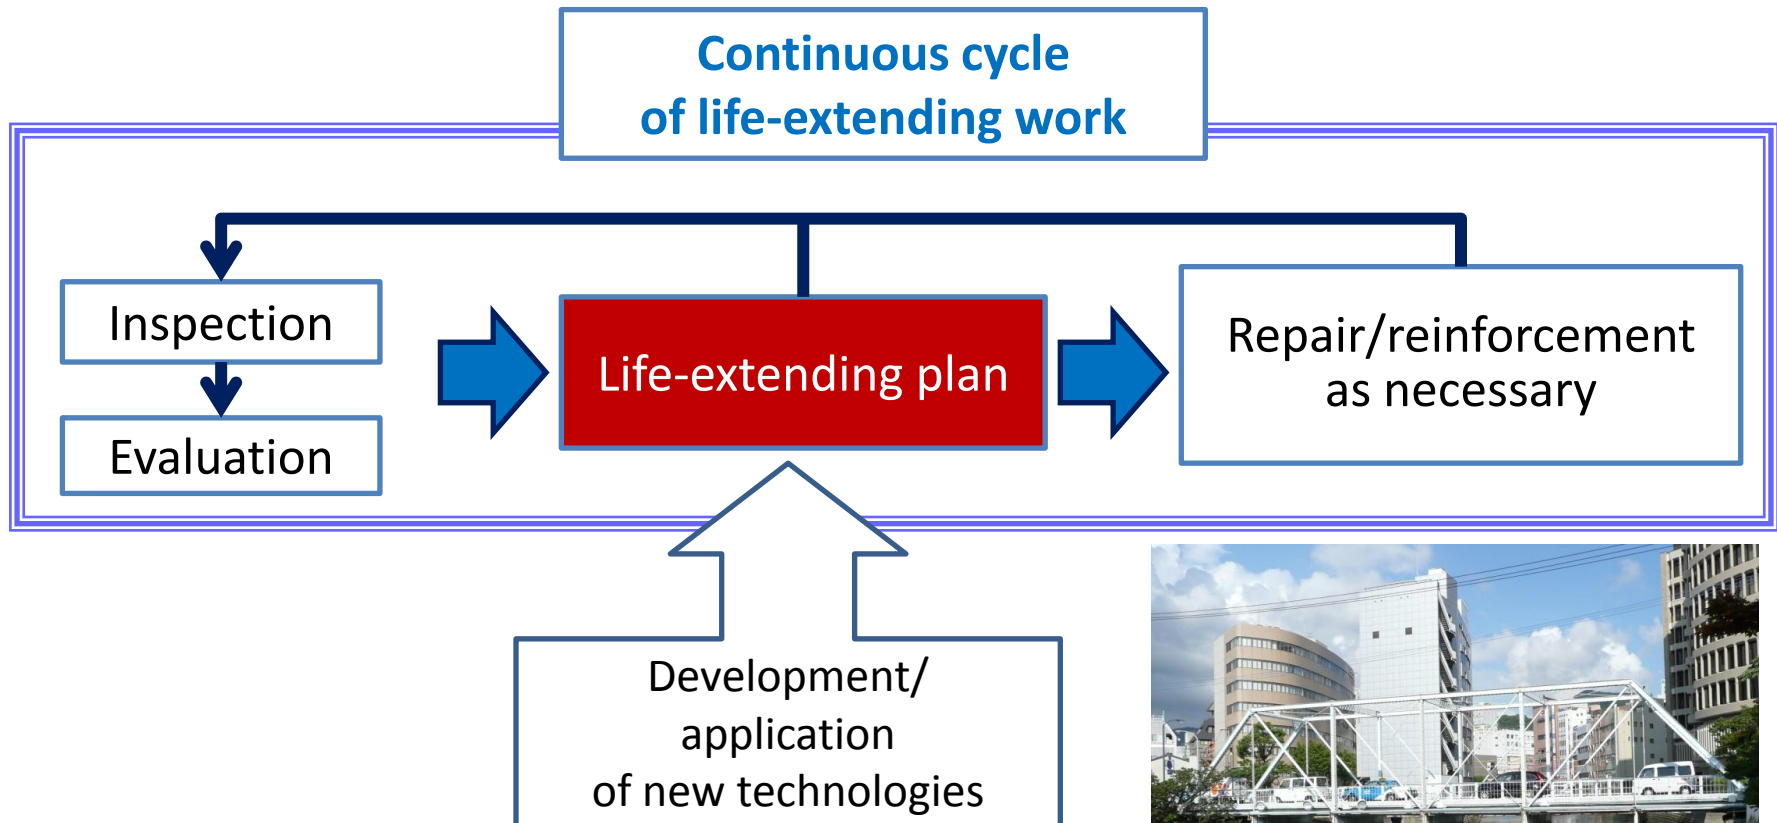 Continuous cycle
of life-extending work
Inspection
Evaluation
Life-extending plan
Repair/reinforcement
as necessary
Development/
application
of new technologies